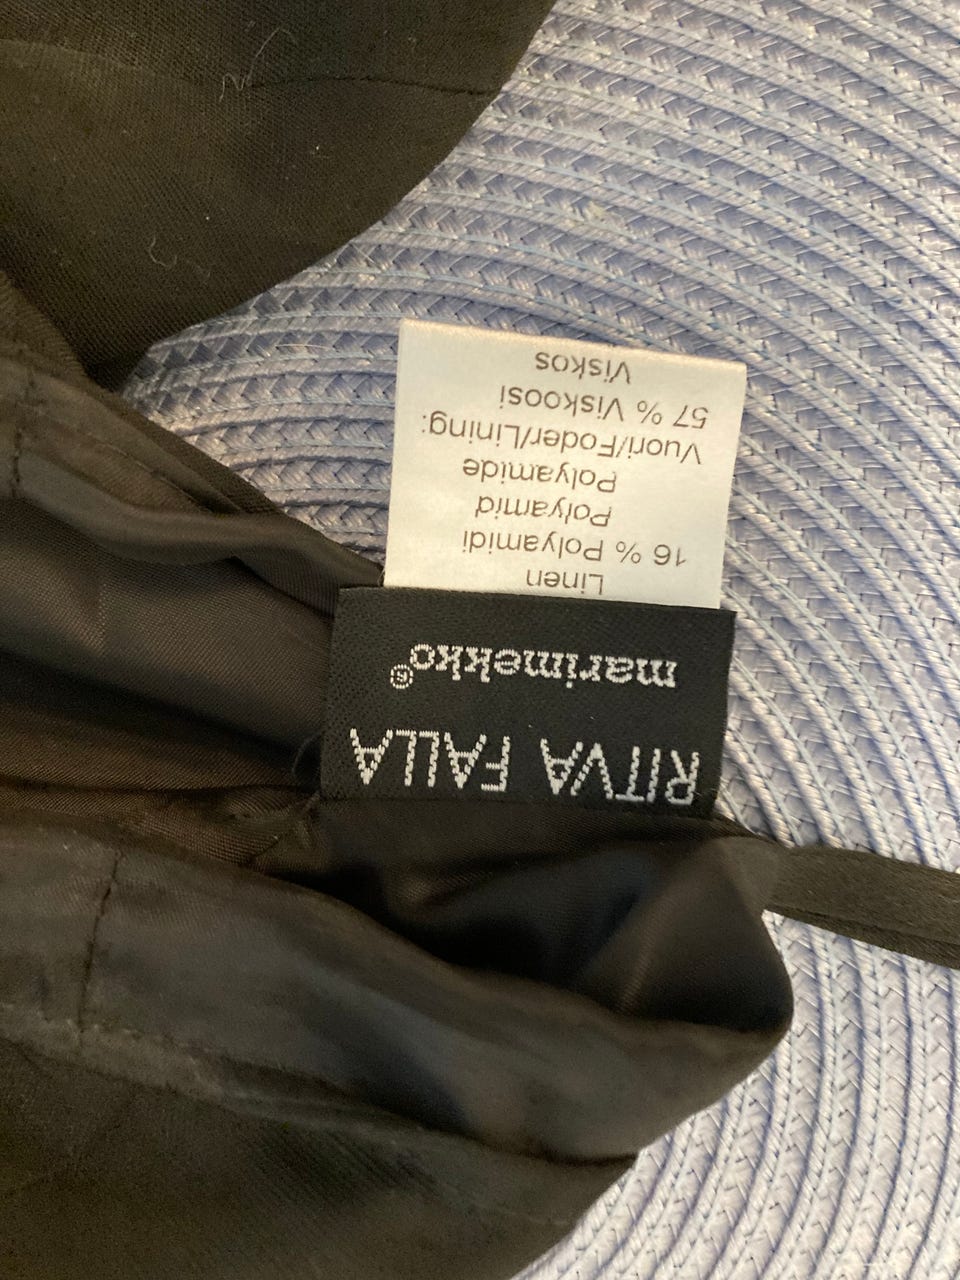 RITVA FALLA
marimekko®
Linen
16 % Polyamidi
Polyamid
Polyamide
Vuori/Foder/Lining:
57 % Viskoosi
Viskos